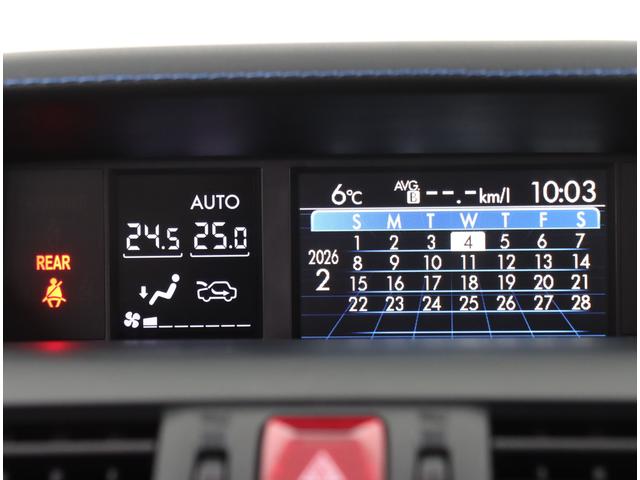 6°C AVG. E --.-km/l 10:03
AUTO
24.5 25.0
REAR
S M T W T F S
1 2 3 4 5 6 7
2026 8 9 10 11 12 13 14
2 15 16 17 18 19 20 21
22 23 24 25 26 27 28